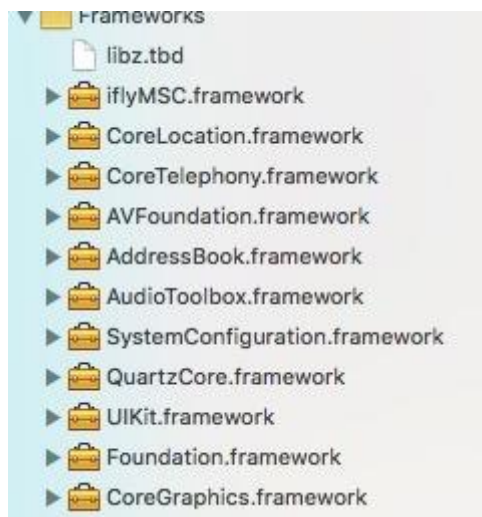 Frameworks
libz.tbd
iflyMSC.framework
CoreLocation.framework
CoreTelephony.framework
AVFoundation.framework
AddressBook.framework
AudioToolbox.framework
SystemConfiguration.framework
QuartzCore.framework
UIKit.framework
Foundation.framework
CoreGraphics.framework